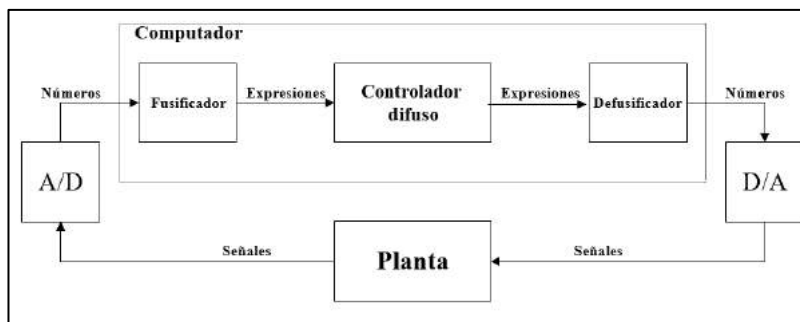 Computador
Números
Fusificador
Expresiones
Controlador
difuso
Expresiones
Defusificador
Números
A/D
D/A
Señales
Planta
Señales